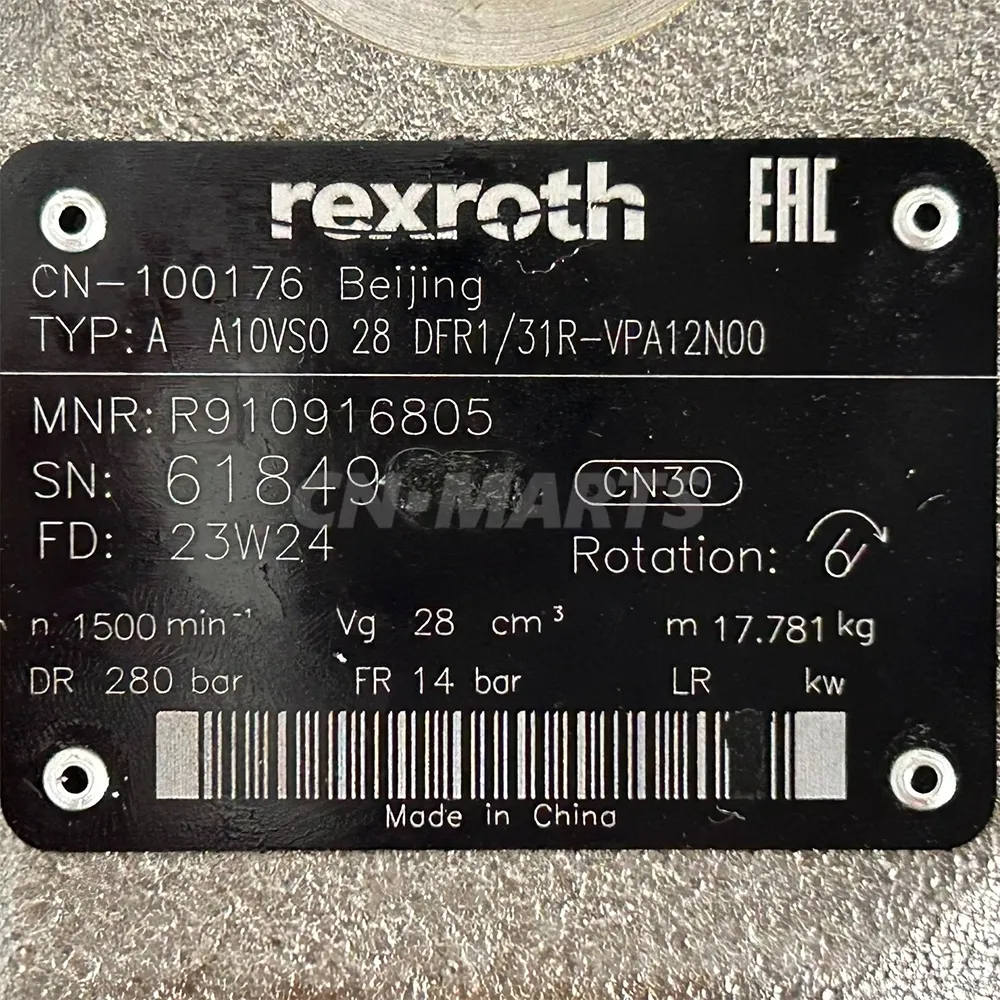 rexroth EAC
CN-100176 Beijing
TYP: A A10VSO 28 DFR1/31R-VPA12N00
MNR: R910916805
SN: 61849 CN30
CN-MARTS
FD: 23W24 Rotation:
n 1500 min⁻¹ Vg 28 cm³ m 17.781 kg
DR 280 bar FR 14 bar LR kw
Made in China